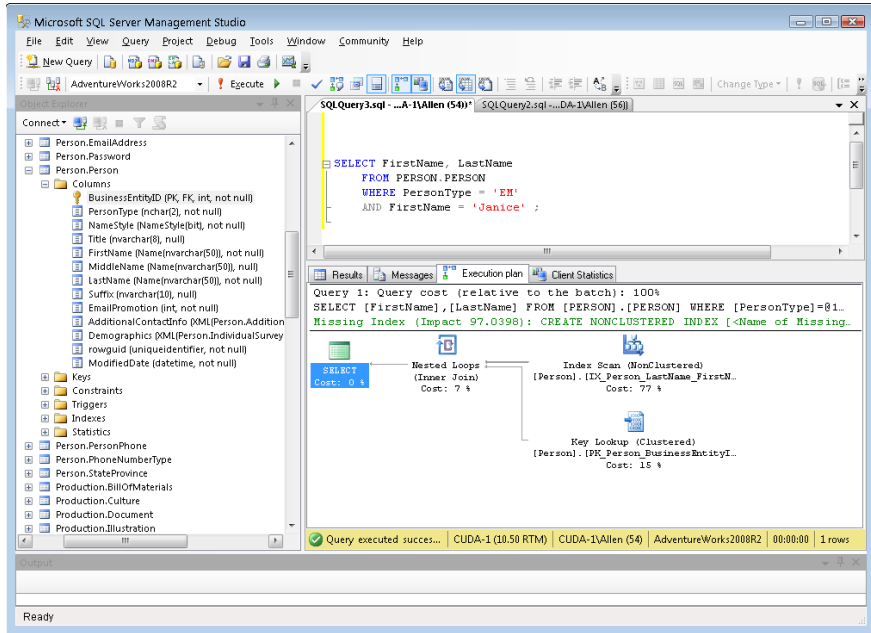 Microsoft SQL Server Management Studio
File Edit View Query Project Debug Tools Window Community Help
New Query
AdventureWorks2008R2 Execute Change Type
Object Explorer
Connect
Person.EmailAddress
Person.Password
Person.Person
Columns
BusinessEntityID (PK, FK, int, not null)
PersonType (nchar(2), not null)
NameStyle (NameStyle(bit), not null)
Title (nvarchar(8), null)
FirstName (Name(nvarchar(50)), not null)
MiddleName (Name(nvarchar(50)), null)
LastName (Name(nvarchar(50)), not null)
Suffix (nvarchar(10), null)
EmailPromotion (int, not null)
AdditionalContactInfo (XML(Person.Addition
Demographics (XML(Person.IndividualSurvey
rowguid (uniqueidentifier, not null)
ModifiedDate (datetime, not null)
Keys
Constraints
Triggers
Indexes
Statistics
Person.PersonPhone
Person.PhoneNumberType
Person.StateProvince
Production.BillOfMaterials
Production.Culture
Production.Document
Production.Illustration
SQLQuery3.sql - ...A-1\Allen (54))* SQLQuery2.sql -...DA-1\Allen (56))
SELECT FirstName, LastName
FROM PERSON.PERSON
WHERE PersonType = 'EM'
AND FirstName = 'Janice' ;
Results Messages Execution plan Client Statistics
Query 1: Query cost (relative to the batch): 100%
SELECT [FirstName],[LastName] FROM [PERSON].[PERSON] WHERE [PersonType]=@1...
Missing Index (Impact 97.0398): CREATE NONCLUSTERED INDEX [<Name of Missing...
SELECT
Cost: 0 %
Nested Loops
(Inner Join)
Cost: 7 %
Index Scan (NonClustered)
[Person].[IX_Person_LastName_FirstN...
Cost: 77 %
Key Lookup (Clustered)
[Person].[PK_Person_BusinessEntityI...
Cost: 15 %
Query executed succes... CUDA-1 (10.50 RTM) CUDA-1\Allen (54) AdventureWorks2008R2 00:00:00 1 rows
Output
Ready